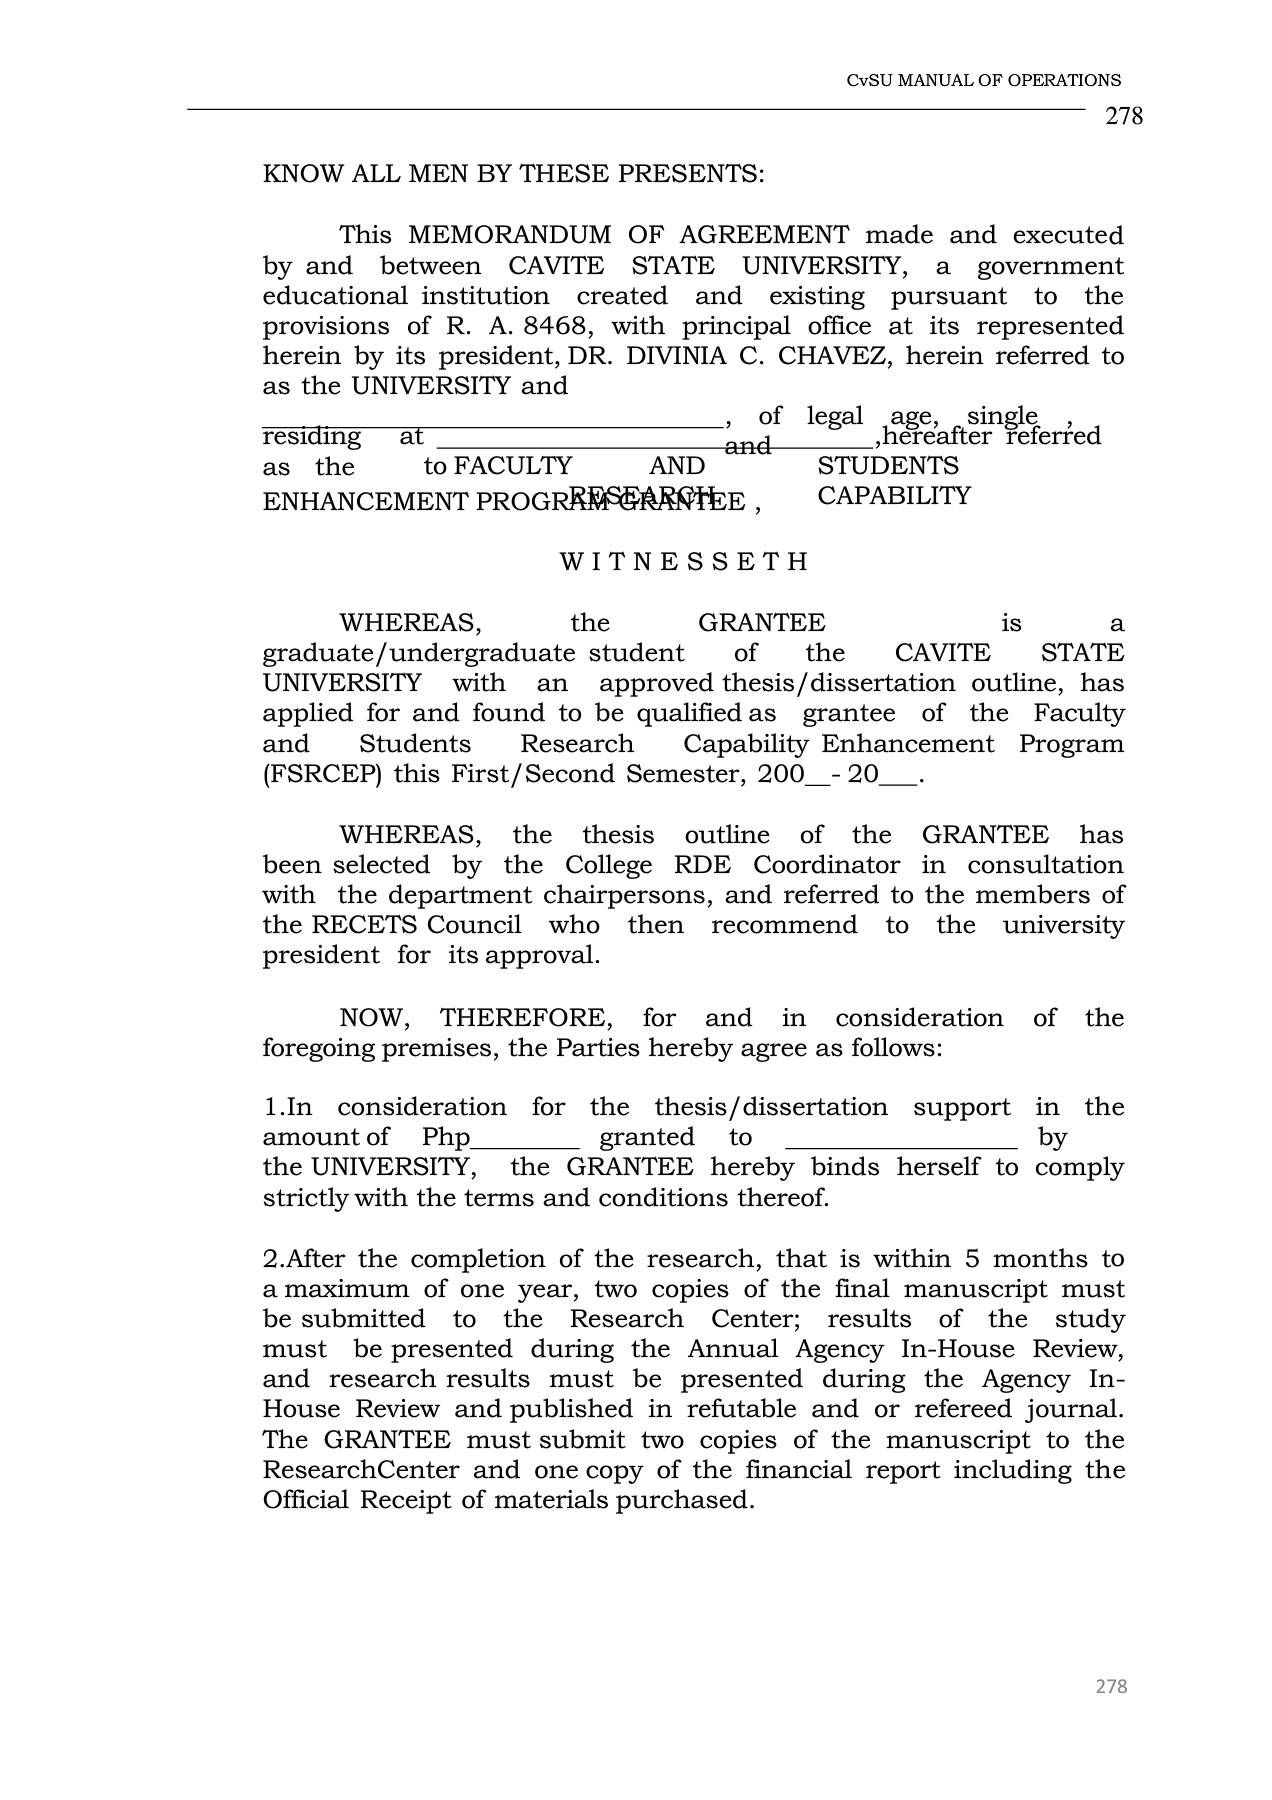 CvSU MANUAL OF OPERATIONS
278
KNOW ALL MEN BY THESE PRESENTS:
This MEMORANDUM OF AGREEMENT made and executed
by and between CAVITE STATE UNIVERSITY, a government
educational institution created and existing pursuant to the
provisions of R. A. 8468, with principal office at its represented
herein by its president, DR. DIVINIA C. CHAVEZ, herein referred to
as the UNIVERSITY and
____________________________________, of legal age, single ,
and
residing at __________________________________,hereafter referred
as the to FACULTY AND STUDENTS
RESEARCH CAPABILITY
ENHANCEMENT PROGRAM GRANTEE ,
W I T N E S S E T H
WHEREAS, the GRANTEE is a
graduate/undergraduate student of the CAVITE STATE
UNIVERSITY with an approved thesis/dissertation outline, has
applied for and found to be qualified as grantee of the Faculty
and Students Research Capability Enhancement Program
(FSRCEP) this First/Second Semester, 200__- 20___.
WHEREAS, the thesis outline of the GRANTEE has
been selected by the College RDE Coordinator in consultation
with the department chairpersons, and referred to the members of
the RECETS Council who then recommend to the university
president for its approval.
NOW, THEREFORE, for and in consideration of the
foregoing premises, the Parties hereby agree as follows:
1.In consideration for the thesis/dissertation support in the
amount of Php________ granted to __________________ by
the UNIVERSITY, the GRANTEE hereby binds herself to comply
strictly with the terms and conditions thereof.
2.After the completion of the research, that is within 5 months to
a maximum of one year, two copies of the final manuscript must
be submitted to the Research Center; results of the study
must be presented during the Annual Agency In-House Review,
and research results must be presented during the Agency In-
House Review and published in refutable and or refereed journal.
The GRANTEE must submit two copies of the manuscript to the
ResearchCenter and one copy of the financial report including the
Official Receipt of materials purchased.
278